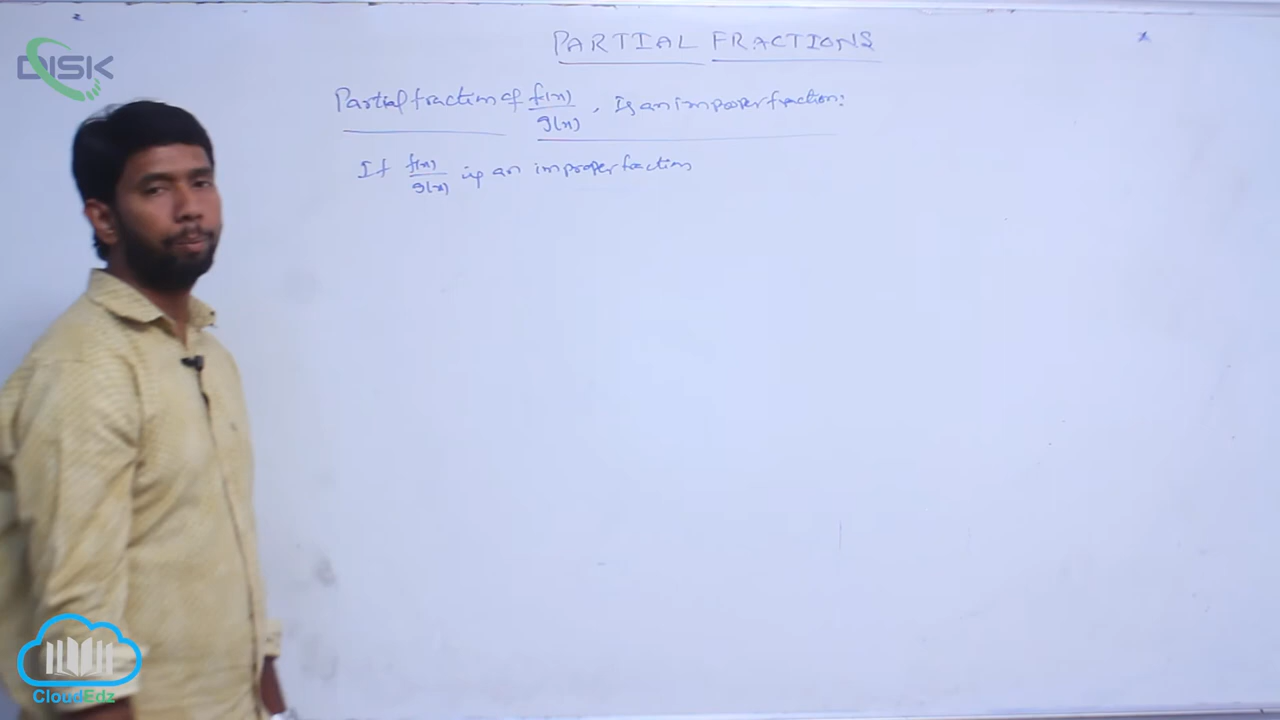 DISK
PARTIAL FRACTIONS
Partial fraction of f(x)/g(x), Is an improper fraction:
If f(x)/g(x) is an improper fraction
CloudEdz